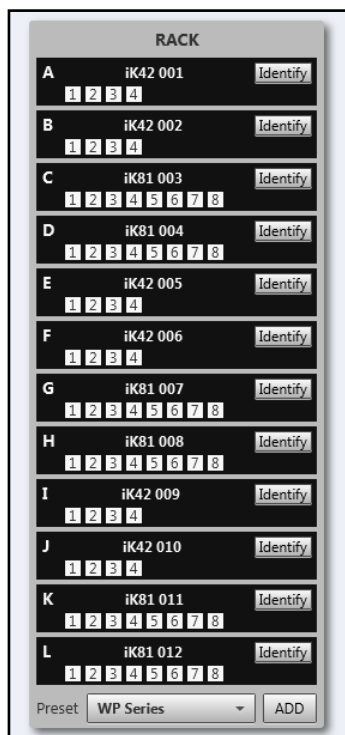 RACK
A iK42 001 Identify
1 2 3 4
B iK42 002 Identify
1 2 3 4
C iK81 003 Identify
1 2 3 4 5 6 7 8
D iK81 004 Identify
1 2 3 4 5 6 7 8
E iK42 005 Identify
1 2 3 4
F iK42 006 Identify
1 2 3 4
G iK81 007 Identify
1 2 3 4 5 6 7 8
H iK81 008 Identify
1 2 3 4 5 6 7 8
I iK42 009 Identify
1 2 3 4
J iK42 010 Identify
1 2 3 4
K iK81 011 Identify
1 2 3 4 5 6 7 8
L iK81 012 Identify
1 2 3 4 5 6 7 8
Preset WP Series ADD